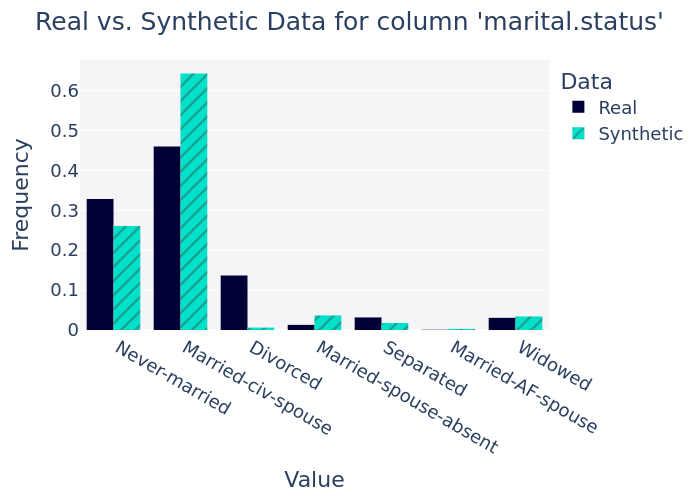 Real vs. Synthetic Data for column 'marital.status'
Data
Real
Synthetic
Frequency
0.6
0.5
0.4
0.3
0.2
0.1
0
Never-married
Married-civ-spouse
Divorced
Married-spouse-absent
Separated
Married-AF-spouse
Widowed
Value